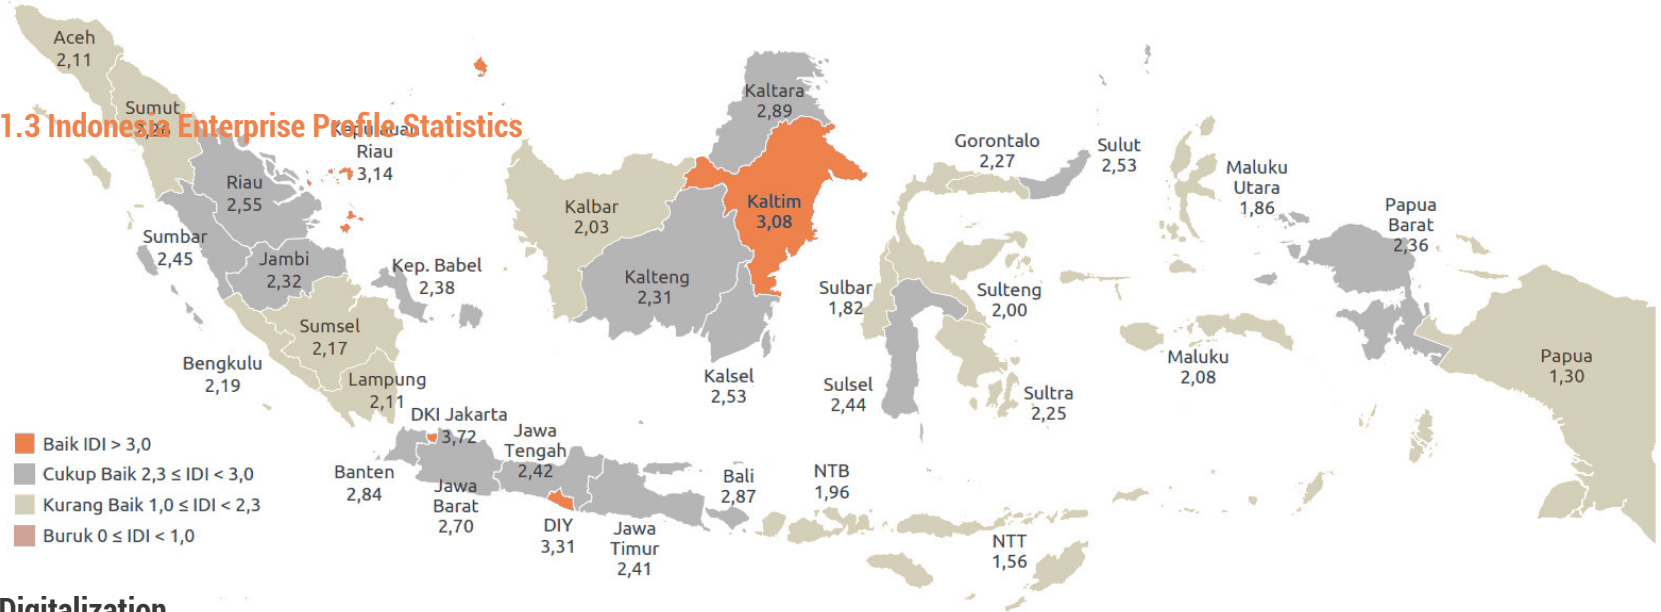 Aceh
2,11
Sumut
2,26
1.3 Indonesia Enterprise Profile Statistics
Kepulauan
Riau
3,14
Riau
2,55
Sumbar
2,45
Jambi
2,32
Kep. Babel
2,38
Sumsel
2,17
Bengkulu
2,19
Lampung
2,11
Kaltara
2,89
Kaltim
3,08
Kalbar
2,03
Kalteng
2,31
Kalsel
2,53
Gorontalo
2,27
Sulut
2,53
Sulbar
1,82
Sulteng
2,00
Sulsel
2,44
Sultra
2,25
Maluku
Utara
1,86
Papua
Barat
2,36
Maluku
2,08
Papua
1,30
DKI Jakarta
3,72
Banten
2,84
Jawa
Barat
2,70
Jawa
Tengah
2,42
DIY
3,31
Jawa
Timur
2,41
Bali
2,87
NTB
1,96
NTT
1,56
Baik IDI > 3,0
Cukup Baik 2,3 ≤ IDI < 3,0
Kurang Baik 1,0 ≤ IDI < 2,3
Buruk 0 ≤ IDI < 1,0
Digitalization